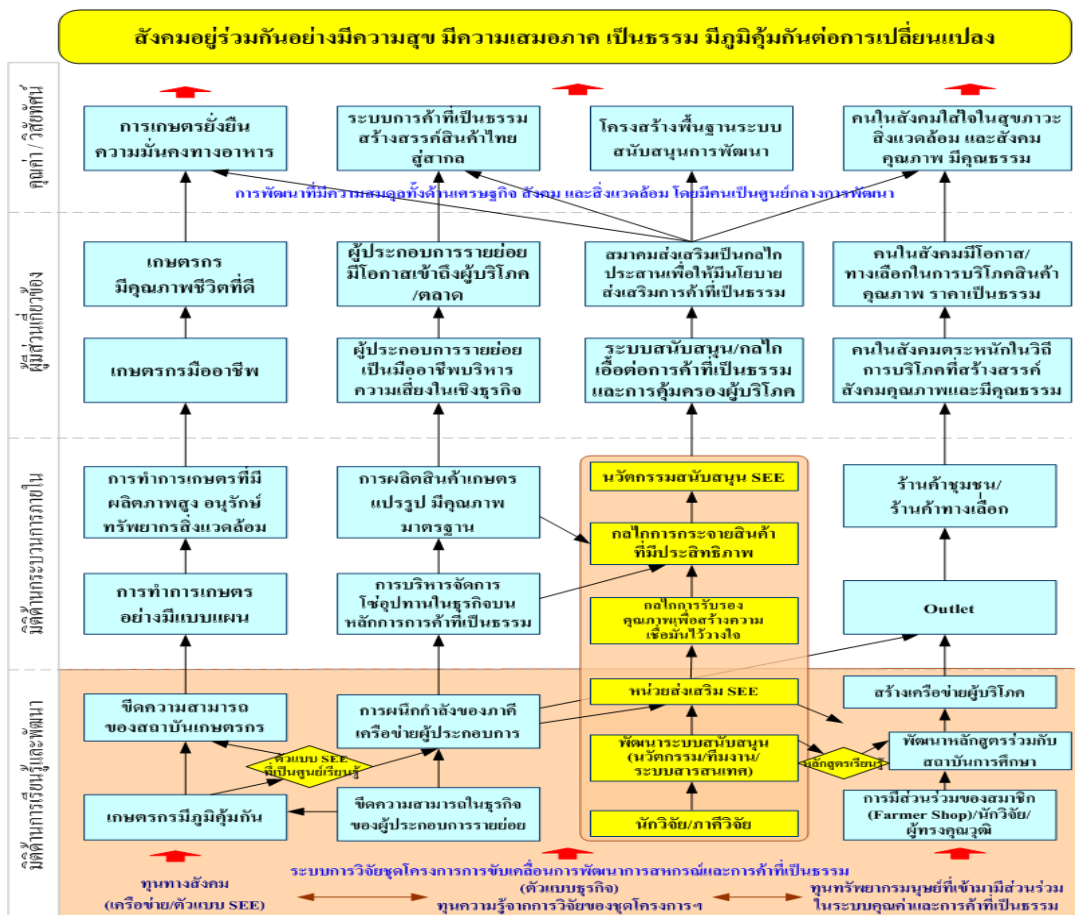 สังคมอยู่ร่วมกันอย่างมีความสุข มีความเสมอภาค เป็นธรรม มีภูมิคุ้มกันต่อการเปลี่ยนแปลง
คุณค่า / วิสัยทัศน์
การเกษตรยั่งยืน
ความมั่นคงทางอาหาร
ระบบการค้าที่เป็นธรรม
สร้างสรรค์สินค้าไทย
สู่สากล
โครงสร้างพื้นฐานระบบ
สนับสนุนการพัฒนา
คนในสังคมใส่ใจในสุขภาวะ
สิ่งแวดล้อม และสังคม
คุณภาพ มีคุณธรรม
การพัฒนาที่มีความสมดุลทั้งด้านเศรษฐกิจ สังคม และสิ่งแวดล้อม โดยมีคนเป็นศูนย์กลางการพัฒนา
ผู้มีส่วนเกี่ยวข้อง
เกษตรกร
มีคุณภาพชีวิตที่ดี
ผู้ประกอบการรายย่อย
มีโอกาสเข้าถึงผู้บริโภค
/ตลาด
สมาคมส่งเสริมเป็นกลไก
ประสานเพื่อให้มีนโยบาย
ส่งเสริมการค้าที่เป็นธรรม
คนในสังคมมีโอกาส/
ทางเลือกในการบริโภคสินค้า
คุณภาพ ราคาเป็นธรรม
เกษตรกรมืออาชีพ
ผู้ประกอบการรายย่อย
เป็นมืออาชีพบริหาร
ความเสี่ยงในเชิงธุรกิจ
ระบบสนับสนุน/กลไก
เอื้อต่อการค้าที่เป็นธรรม
และการคุ้มครองผู้บริโภค
คนในสังคมตระหนักในวิถี
การบริโภคที่สร้างสรรค์
สังคมคุณภาพและมีคุณธรรม
มิติด้านกระบวนการภายใน
การทำการเกษตรที่มี
ผลิตภาพสูง อนุรักษ์
ทรัพยากรสิ่งแวดล้อม
การผลิตสินค้าเกษตร
แปรรูป มีคุณภาพ
มาตรฐาน
นวัตกรรมสนับสนุน SEE
กลไกการกระจายสินค้า
ที่มีประสิทธิภาพ
ร้านค้าชุมชน/
ร้านค้าทางเลือก
การทำการเกษตร
อย่างมีแบบแผน
การบริหารจัดการ
โซ่อุปทานในธุรกิจบน
หลักการการค้าที่เป็นธรรม
กลไกการรับรอง
คุณภาพเพื่อสร้างความ
เชื่อมั่นไว้วางใจ
Outlet
มิติด้านการเรียนรู้และพัฒนา
ขีดความสามารถ
ของสถาบันเกษตรกร
การผนึกกำลังของภาคี
เครือข่ายผู้ประกอบการ
หน่วยส่งเสริม SEE
สร้างเครือข่ายผู้บริโภค
ตัวแบบ SEE
ที่เป็นศูนย์เรียนรู้
พัฒนาระบบสนับสนุน
(นวัตกรรม/ทีมงาน/
ระบบสารสนเทศ)
หลักสูตรเรียนรู้
พัฒนาหลักสูตรร่วมกับ
สถาบันการศึกษา
เกษตรกรมีภูมิคุ้มกัน
ขีดความสามารถในธุรกิจ
ของผู้ประกอบการรายย่อย
นักวิจัย/ภาคีวิจัย
การมีส่วนร่วมของสมาชิก
(Farmer Shop)/นักวิจัย/
ผู้ทรงคุณวุฒิ
ระบบการวิจัยชุดโครงการการขับเคลื่อนการพัฒนาการสหกรณ์และการค้าที่เป็นธรรม
(ตัวแบบธุรกิจ)
ทุนทางสังคม
(เครือข่าย/ตัวแบบ SEE)
ทุนความรู้จากการวิจัยของชุดโครงการฯ
ทุนทรัพยากรมนุษย์ที่เข้ามามีส่วนร่วม
ในระบบคุณค่าและการค้าที่เป็นธรรม